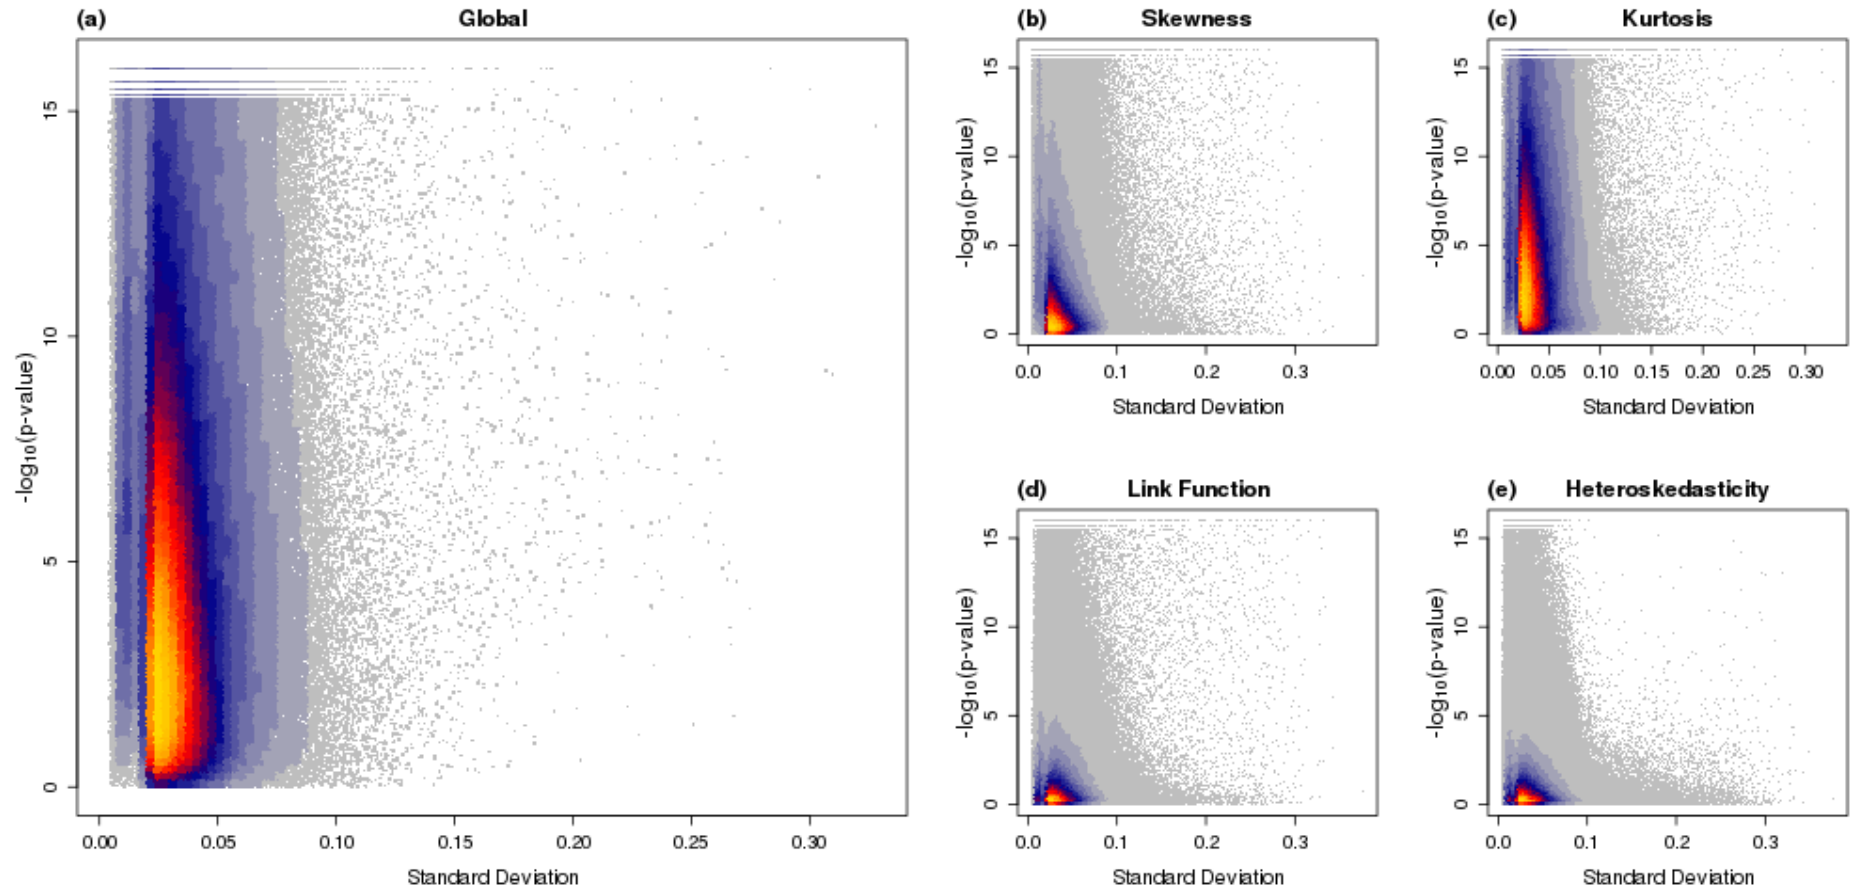 (a) Global
15
10
5
0
-log10(p-value)
0.00 0.05 0.10 0.15 0.20 0.25 0.30
Standard Deviation
(b) Skewness
15
10
5
0
-log10(p-value)
0.0 0.1 0.2 0.3
Standard Deviation
(c) Kurtosis
15
10
5
0
-log10(p-value)
0.00 0.05 0.10 0.15 0.20 0.25 0.30
Standard Deviation
(d) Link Function
15
10
5
0
-log10(p-value)
0.0 0.1 0.2 0.3
Standard Deviation
(e) Heteroskedasticity
15
10
5
0
-log10(p-value)
0.0 0.1 0.2 0.3
Standard Deviation